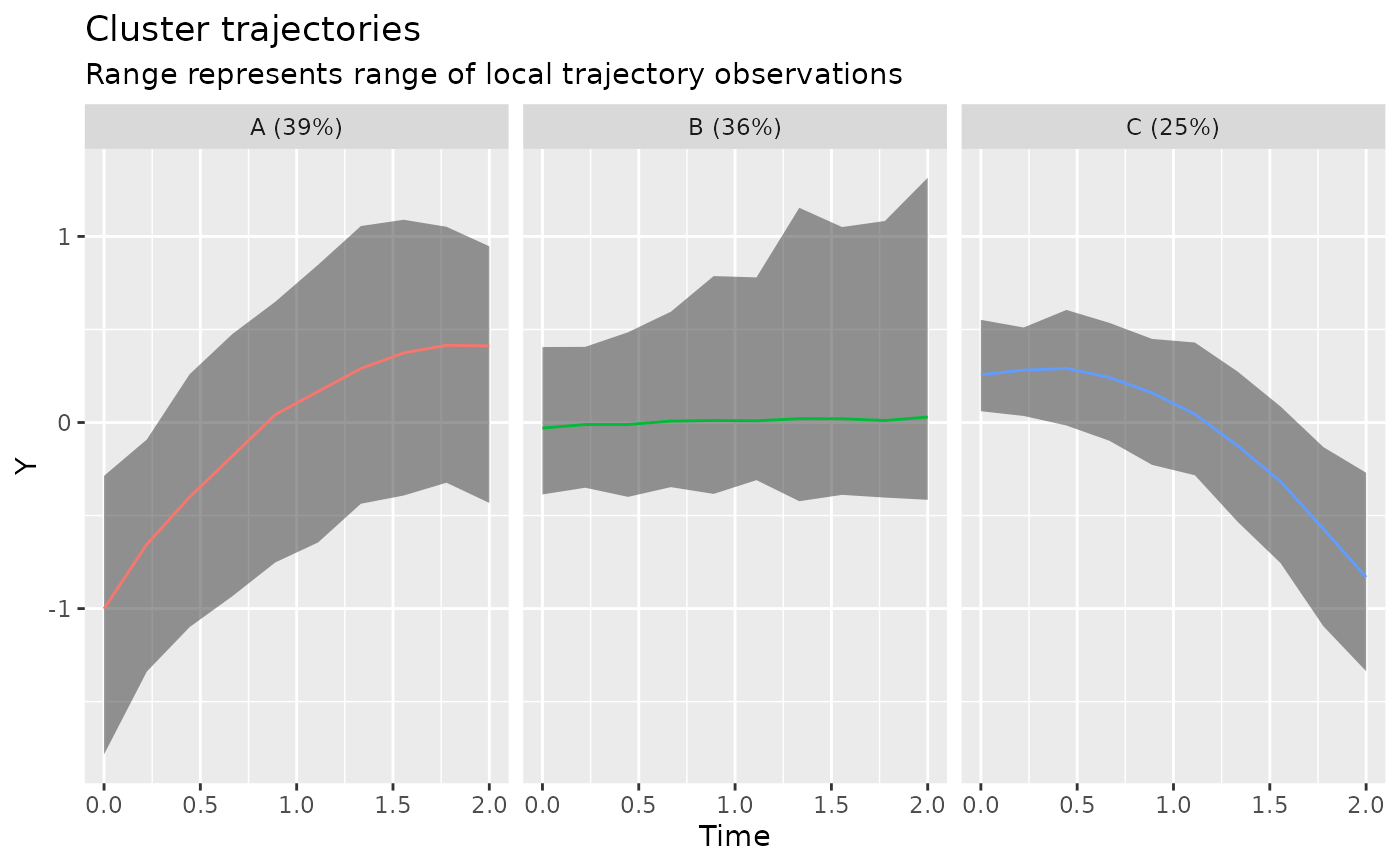 Cluster trajectories
Range represents range of local trajectory observations
A (39%) B (36%) C (25%)
1
0
-1
Y
0.0 0.5 1.0 1.5 2.0 0.0 0.5 1.0 1.5 2.0 0.0 0.5 1.0 1.5 2.0
Time